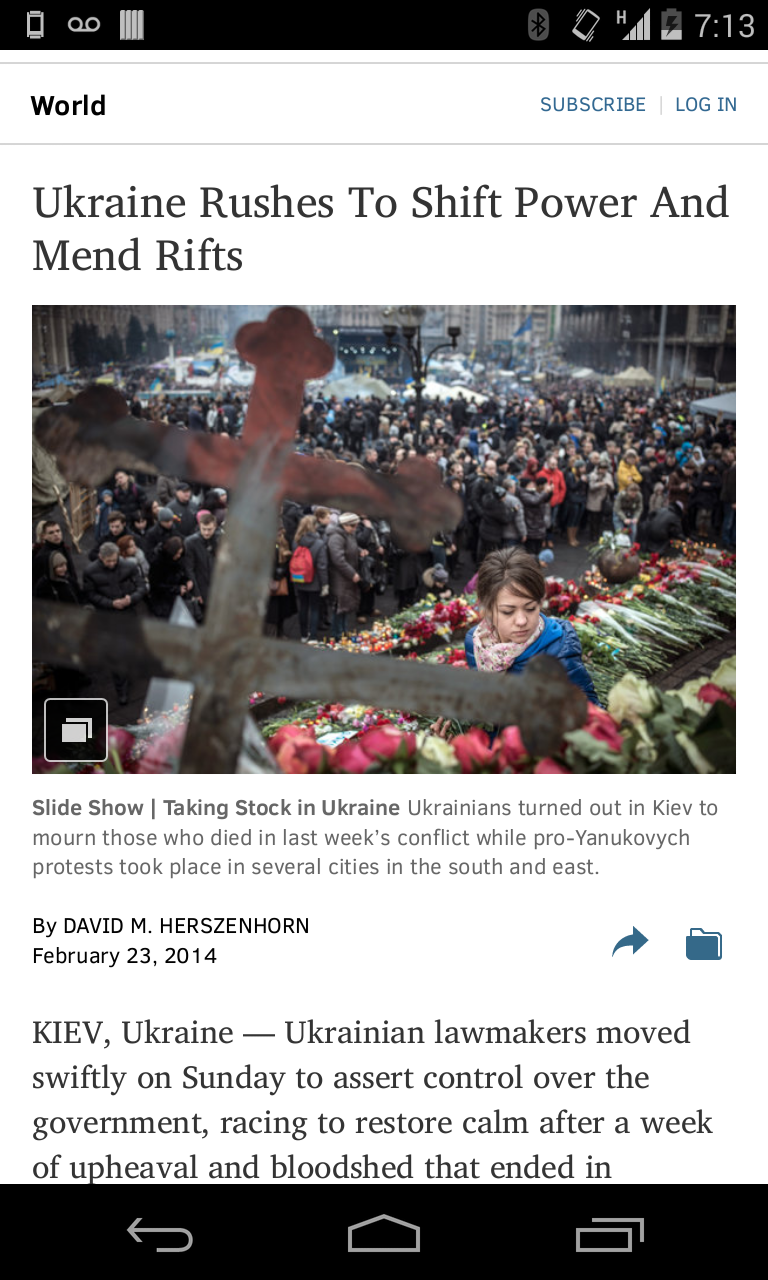 H 7:13
World SUBSCRIBE | LOG IN
Ukraine Rushes To Shift Power And
Mend Rifts
Slide Show | Taking Stock in Ukraine Ukrainians turned out in Kiev to
mourn those who died in last week’s conflict while pro-Yanukovych
protests took place in several cities in the south and east.
By DAVID M. HERSZENHORN
February 23, 2014
KIEV, Ukraine — Ukrainian lawmakers moved
swiftly on Sunday to assert control over the
government, racing to restore calm after a week
of upheaval and bloodshed that ended in